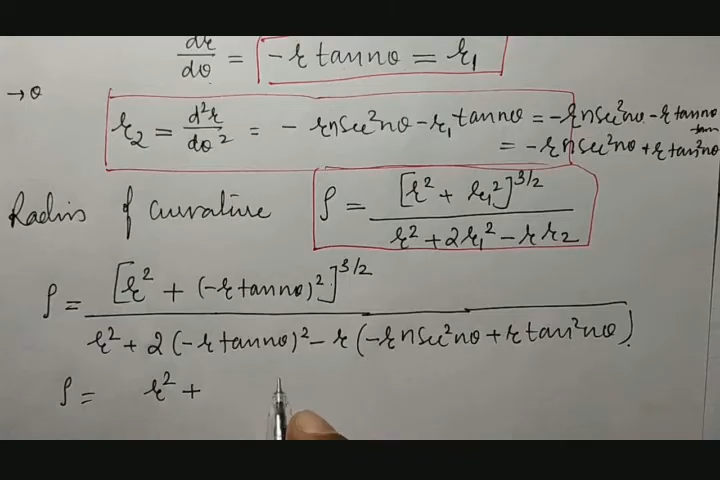 dr/dθ = -r tan nθ = r₁
→ θ
r₂ = d²r/dθ² = - rn sec²nθ - r₁ tan nθ = -rn sec²nθ - r tan nθ
tan
= -rn sec²nθ + r tan²nθ
Radius of curvature ρ = [r² + r₁²]^3/2 / r² + 2r₁² - r r₂
ρ = [r² + (-r tan nθ)²]^3/2 / r² + 2(-r tan nθ)² - r(-rn sec²nθ + r tan²nθ)
ρ = r² +